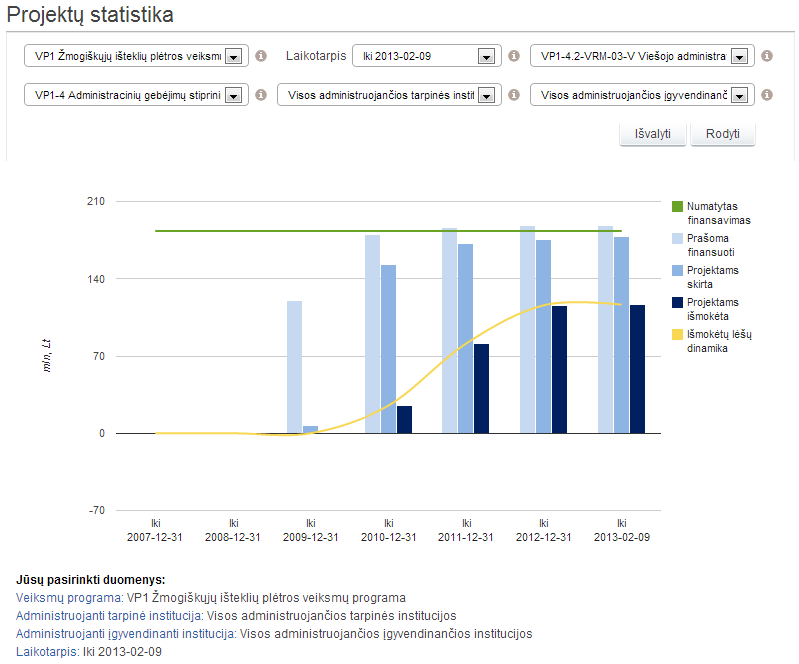 Projektų statistika
VP1 Žmogiškųjų išteklių plėtros veiksmų
Laikotarpis
Iki 2013-02-09
VP1-4.2-VRM-03-V Viešojo administra
VP1-4 Administracinių gebėjimų stiprini
Visos administruojančios tarpinės instit
Visos administruojančios įgyvendinanč
Išvalyti
Rodyti
210
140
70
0
-70
mln, Lt
Numatytas
finansavimas
Prašoma
finansuoti
Projektams
skirta
Projektams
išmokėta
Išmokėtų lėšų
dinamika
Iki
2007-12-31
Iki
2008-12-31
Iki
2009-12-31
Iki
2010-12-31
Iki
2011-12-31
Iki
2012-12-31
Iki
2013-02-09
Jūsų pasirinkti duomenys:
Veiksmų programa: VP1 Žmogiškųjų išteklių plėtros veiksmų programa
Administruojanti tarpinė institucija: Visos administruojančios tarpinės institucijos
Administruojanti įgyvendinanti institucija: Visos administruojančios įgyvendinančios institucijos
Laikotarpis: Iki 2013-02-09